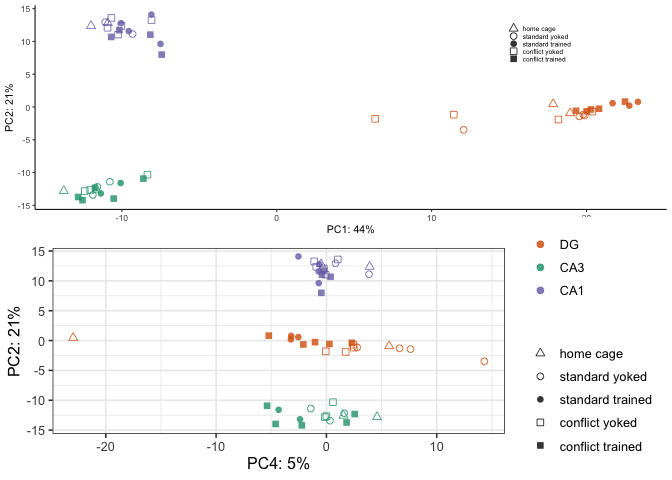 15
10
5
0
-5
-10
-15
PC2: 21%
-10
0
10
20
PC1: 44%
home cage
standard yoked
standard trained
conflict yoked
conflict trained
15
10
5
0
-5
-10
-15
PC2: 21%
-20
-10
0
10
PC4: 5%
DG
CA3
CA1
home cage
standard yoked
standard trained
conflict yoked
conflict trained